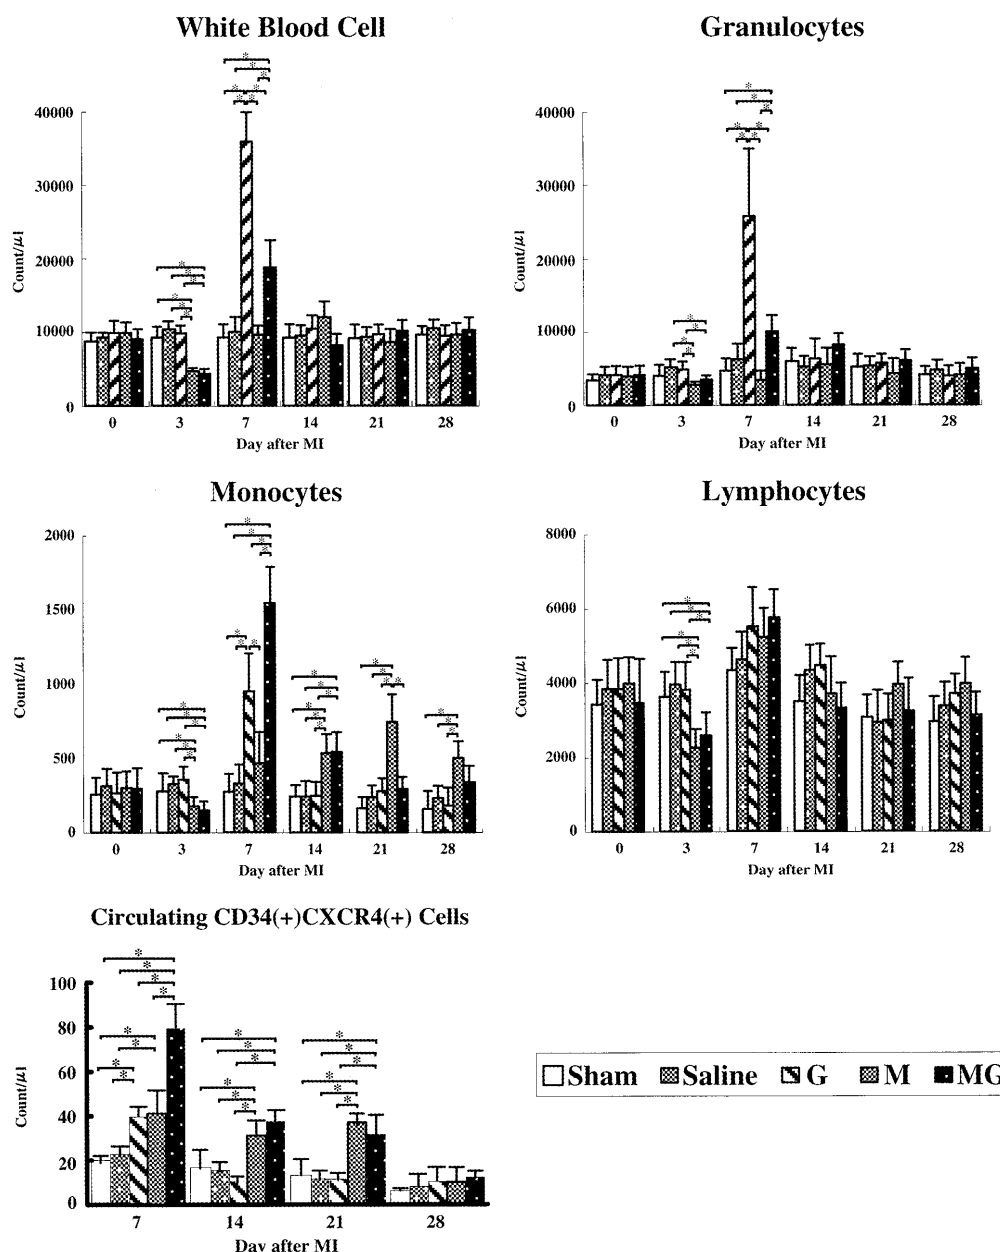 White Blood Cell
* * * * * * *
40000
30000
20000
10000
0
Count/µl
* * * * * *
0 3 7 14 21 28
Day after MI
Granulocytes
* * * * * * *
40000
30000
20000
10000
0
Count/µl
* * * *
0 3 7 14 21 28
Day after MI
Monocytes
2000
1500
1000
500
0
Count/µl
0 3 7 14 21 28
Day after MI
Lymphocytes
8000
6000
4000
2000
0
Count/µl
* * * * * *
0 3 7 14 21 28
Day after MI
Circulating CD34(+)CXCR4(+) Cells
100
80
60
40
20
0
Count/µl
7 14 21 28
Day after MI
Sham Saline G M MG